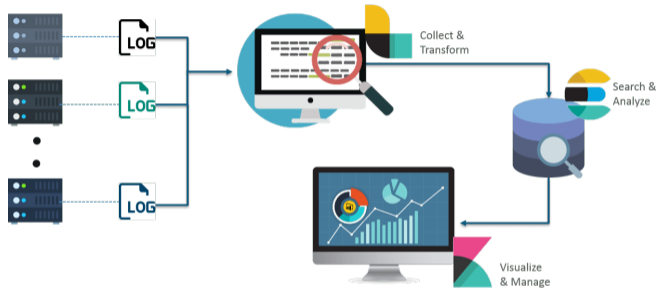 LOG
Collect &
Transform
LOG
Search &
Analyze
LOG
Visualize
& Manage